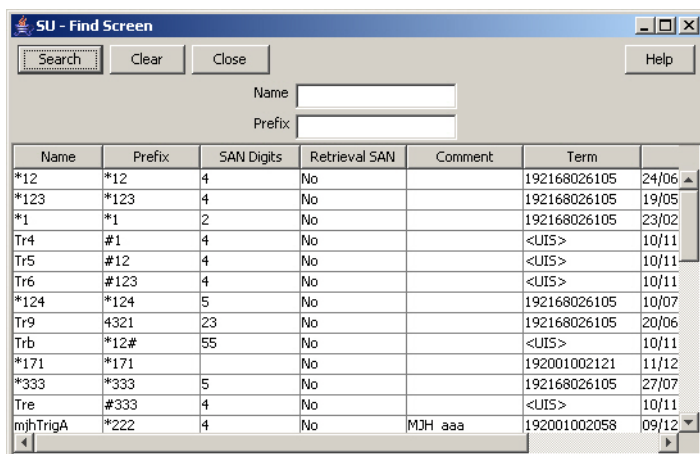 SU - Find Screen
Search Clear Close Help
Name
Prefix
Name Prefix SAN Digits Retrieval SAN Comment Term
*12 *12 4 No 192168026105 24/06
*123 *123 4 No 192168026105 19/05
*1 *1 2 No 192168026105 23/02
Tr4 #1 4 No <UIS> 10/11
Tr5 #12 4 No <UIS> 10/11
Tr6 #123 4 No <UIS> 10/11
*124 *124 5 No 192168026105 10/07
Tr9 4321 23 No 192168026105 20/06
Trb *12# 55 No <UIS> 10/11
*171 *171 No 192001002121 11/12
*333 *333 5 No 192168026105 27/07
Tre #333 4 No <UIS> 10/11
mjhTrigA *222 4 No MJH aaa 192001002058 09/12